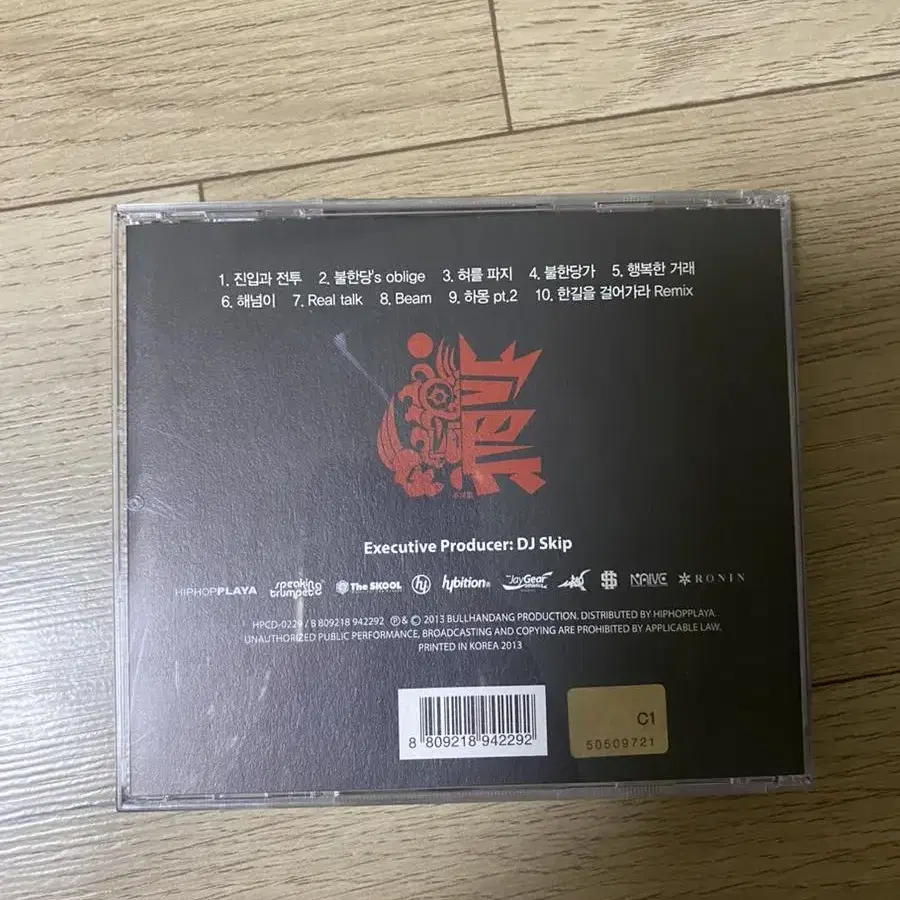 1. 진입과 전투 2. 불한당's oblige 3. 허를 파지 4. 불한당가 5. 행복한 거래
6. 해넘이 7. Real talk 8. Beam 9. 하몽 pt.2 10. 한길을 걸어가라 Remix
Executive Producer: DJ Skip
HIPHOPPLAYA speaking trumpet The SKOOL hy hybition® JayGear NAIVE RONIN
HPCD-0229 / 8 809218 942292 ℗& © 2013 BULLHANDANG PRODUCTION. DISTRIBUTED BY HIPHOPPLAYA.
UNAUTHORIZED PUBLIC PERFORMANCE, BROADCASTING AND COPYING ARE PROHIBITED BY APPLICABLE LAW.
PRINTED IN KOREA 2013
8 809218 942292
C1
50509721